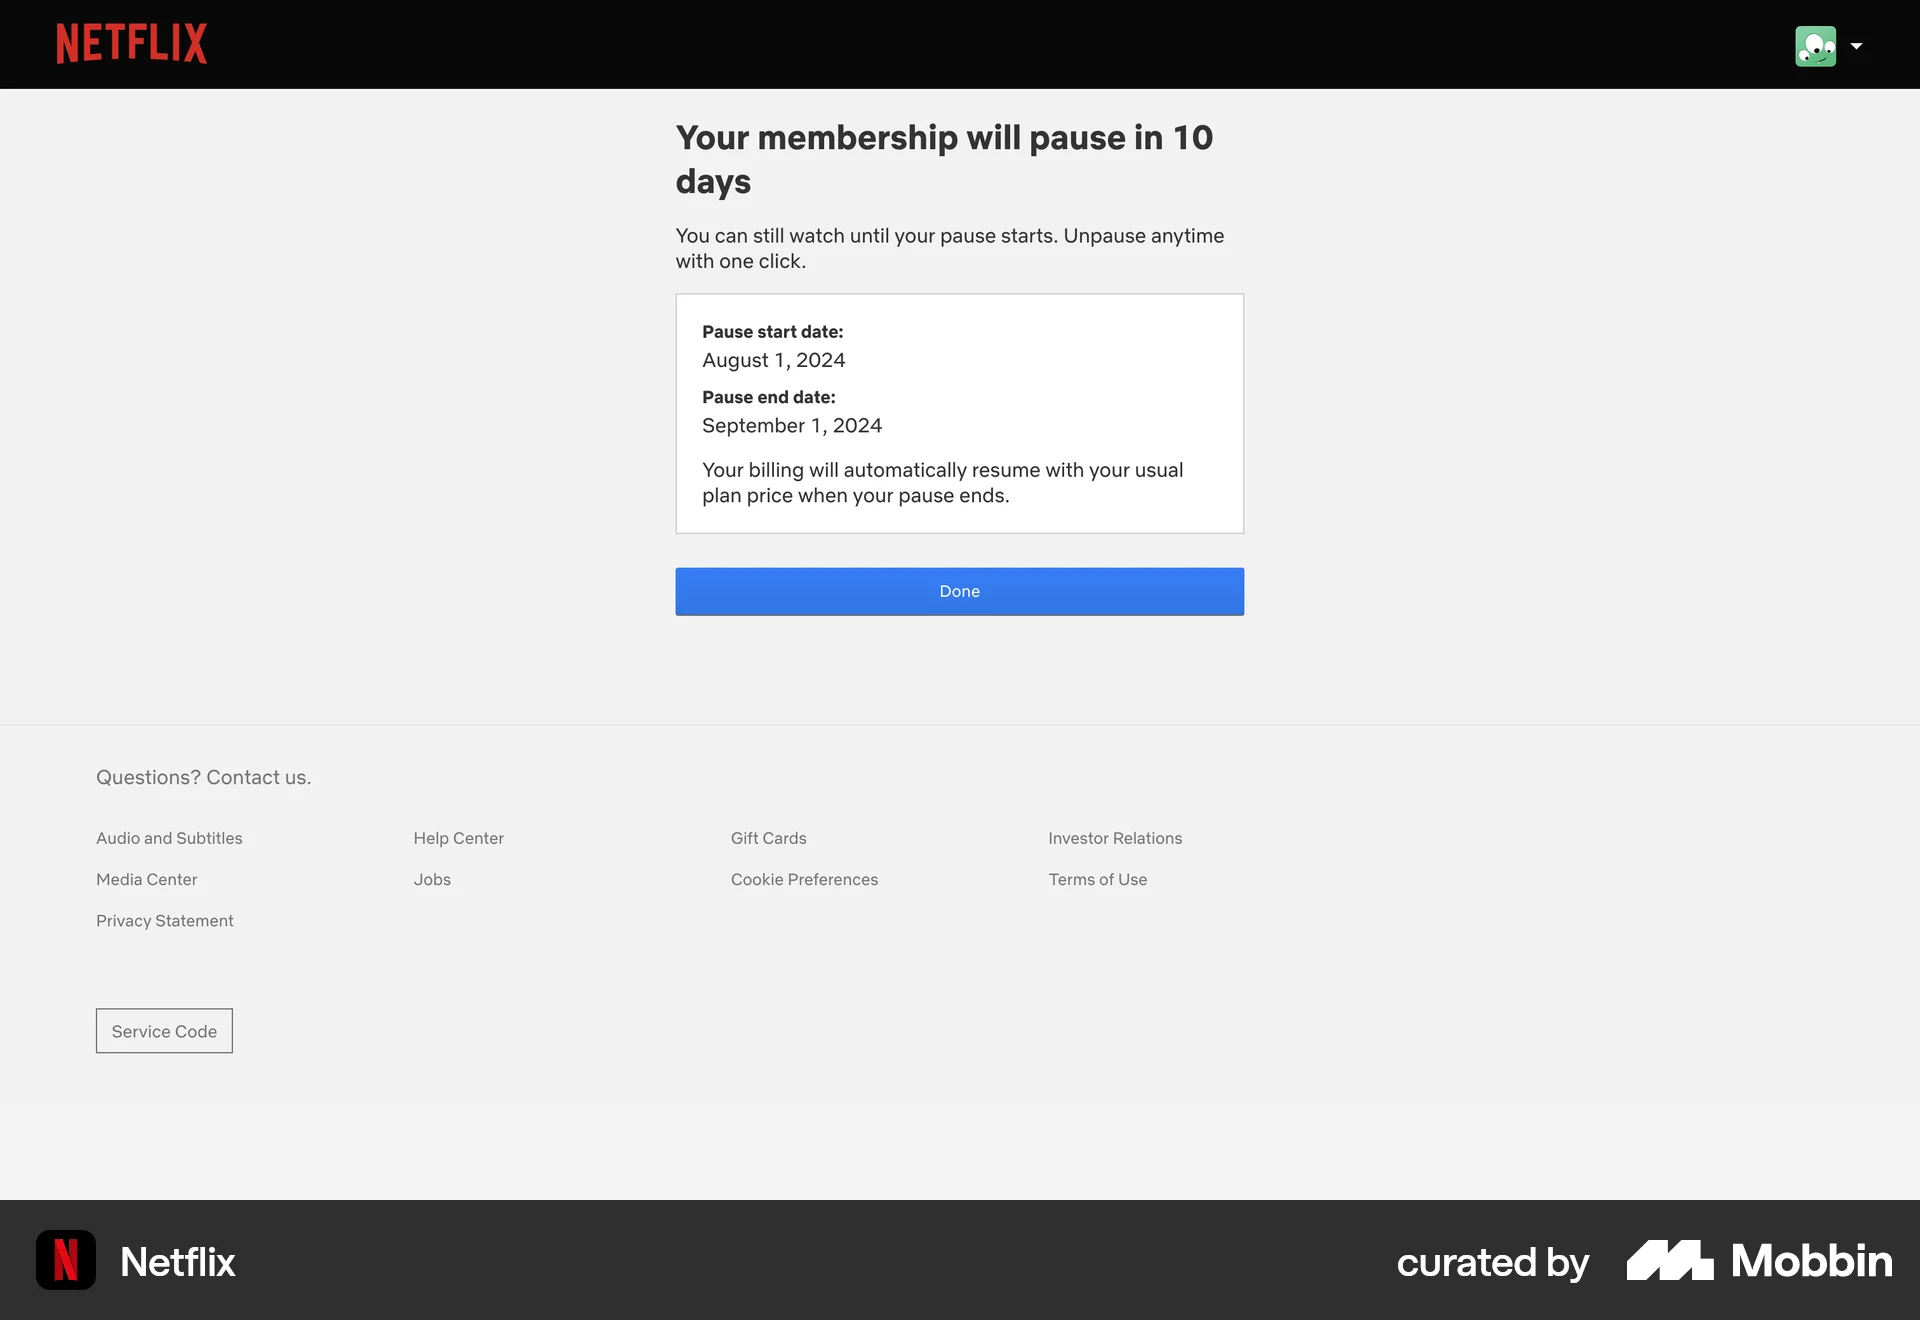 NETFLIX
Your membership will pause in 10
days
You can still watch until your pause starts. Unpause anytime
with one click.
Pause start date:
August 1, 2024
Pause end date:
September 1, 2024
Your billing will automatically resume with your usual
plan price when your pause ends.
Done
Questions? Contact us.
Audio and Subtitles
Help Center
Gift Cards
Investor Relations
Media Center
Jobs
Cookie Preferences
Terms of Use
Privacy Statement
Service Code
N
Netflix
curated by
Mobbin